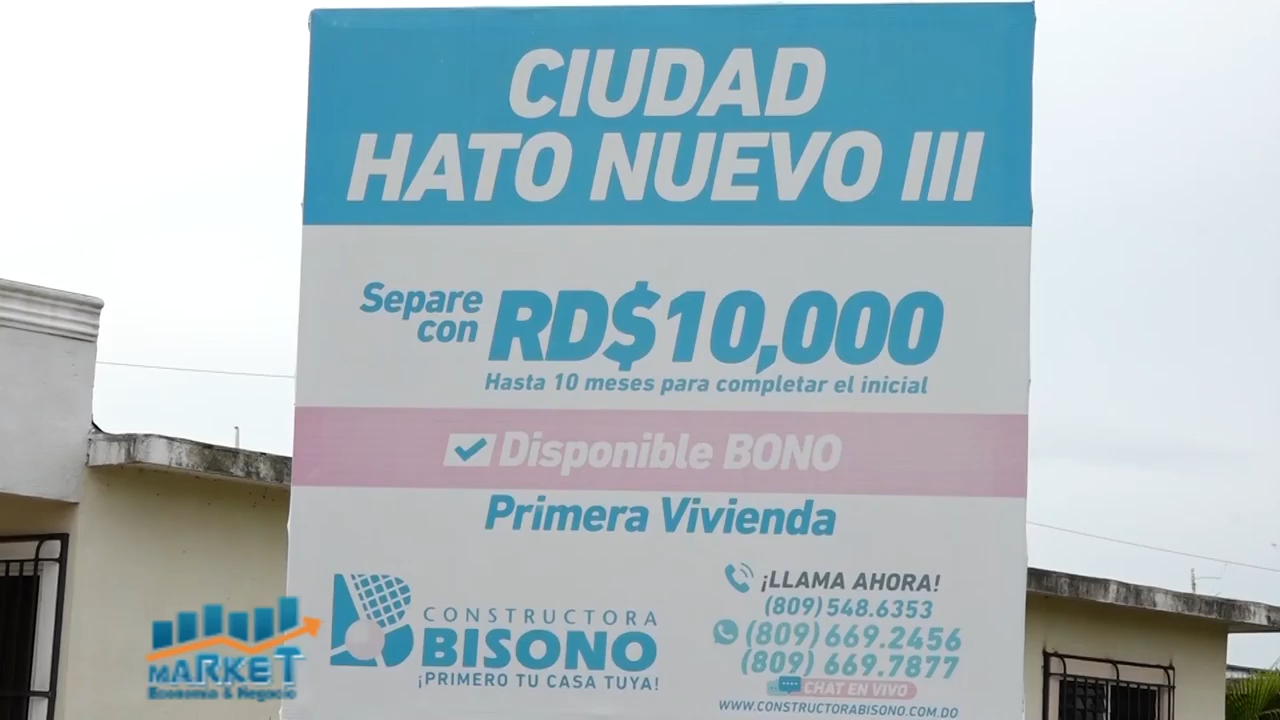 CIUDAD
HATO NUEVO III
Separe
con
RD$10,000
Hasta 10 meses para completar el inicial
Disponible BONO
Primera Vivienda
CONSTRUCTORA
BISONO
¡PRIMERO TU CASA TUYA!
¡LLAMA AHORA!
(809) 548.6353
(809) 669.2456
(809) 669.7877
CHAT EN VIVO
WWW.CONSTRUCTORABISONO.COM.DO
MARKET
Economía & Negocio